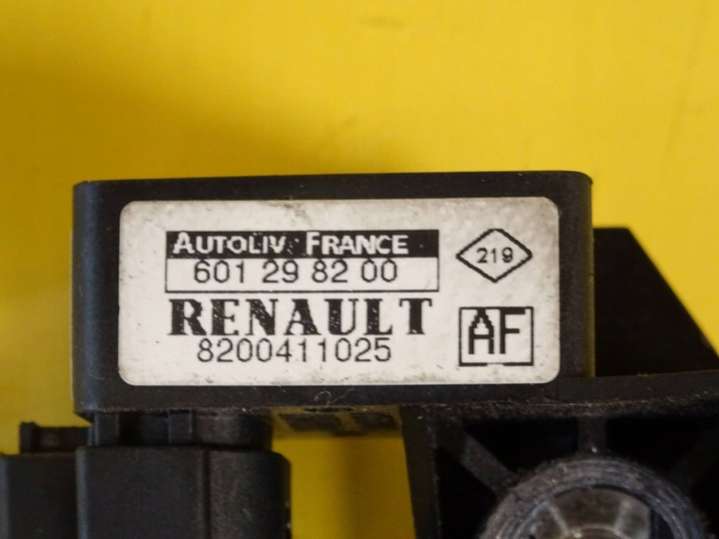 AUTOLIV FRANCE
601 29 82 00
219
RENAULT
8200411025
AF